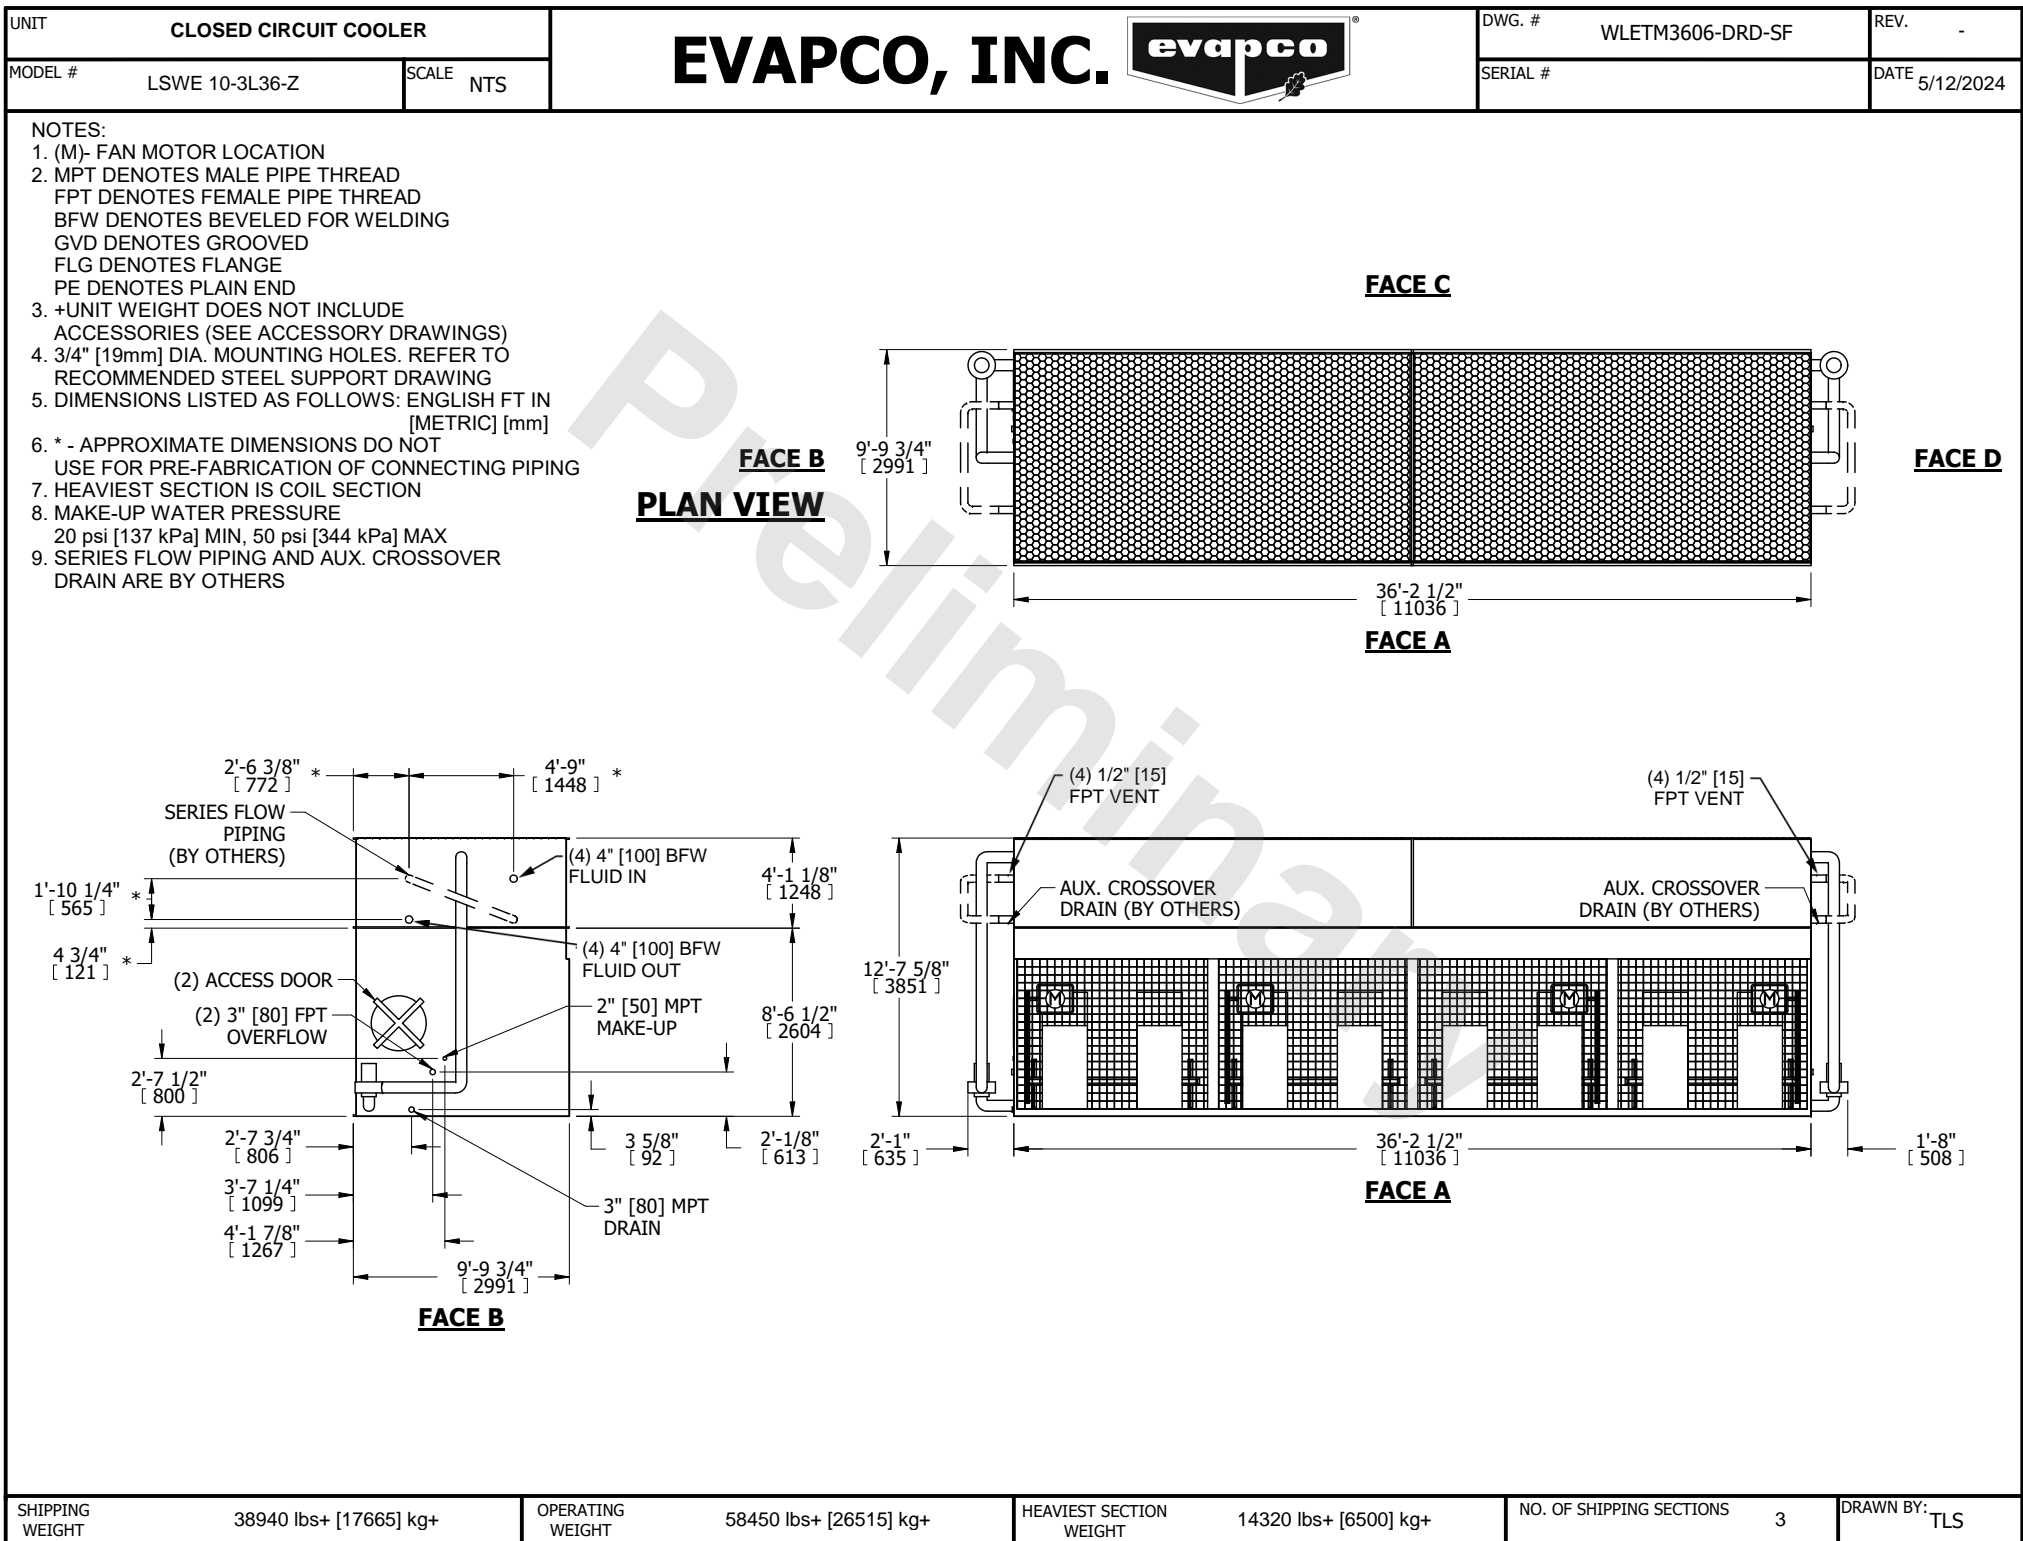 UNIT
CLOSED CIRCUIT COOLER
MODEL #
LSWE 10-3L36-Z
SCALE
NTS
EVAPCO, INC.
evapco
®
DWG. #
WLETM3606-DRD-SF
REV.
-
SERIAL #
DATE
5/12/2024
NOTES:
1. (M)- FAN MOTOR LOCATION
2. MPT DENOTES MALE PIPE THREAD
FPT DENOTES FEMALE PIPE THREAD
BFW DENOTES BEVELED FOR WELDING
GVD DENOTES GROOVED
FLG DENOTES FLANGE
PE DENOTES PLAIN END
3. +UNIT WEIGHT DOES NOT INCLUDE
ACCESSORIES (SEE ACCESSORY DRAWINGS)
4. 3/4" [19mm] DIA. MOUNTING HOLES. REFER TO
RECOMMENDED STEEL SUPPORT DRAWING
5. DIMENSIONS LISTED AS FOLLOWS: ENGLISH FT IN
[METRIC] [mm]
6. * - APPROXIMATE DIMENSIONS DO NOT
USE FOR PRE-FABRICATION OF CONNECTING PIPING
7. HEAVIEST SECTION IS COIL SECTION
8. MAKE-UP WATER PRESSURE
20 psi [137 kPa] MIN, 50 psi [344 kPa] MAX
9. SERIES FLOW PIPING AND AUX. CROSSOVER
DRAIN ARE BY OTHERS
Preliminary
FACE C
FACE B
9'-9 3/4"
[ 2991 ]
FACE D
PLAN VIEW
36'-2 1/2"
[ 11036 ]
FACE A
2'-6 3/8" *
[ 772 ]
4'-9" *
[ 1448 ]
SERIES FLOW
PIPING
(BY OTHERS)
(4) 4" [100] BFW
FLUID IN
4'-1 1/8"
[ 1248 ]
1'-10 1/4" *
[ 565 ]
4 3/4" *
[ 121 ]
(4) 4" [100] BFW
FLUID OUT
(2) ACCESS DOOR
(2) 3" [80] FPT
OVERFLOW
2" [50] MPT
MAKE-UP
8'-6 1/2"
[ 2604 ]
2'-7 1/2"
[ 800 ]
2'-7 3/4"
[ 806 ]
3 5/8"
[ 92 ]
2'-1/8"
[ 613 ]
3'-7 1/4"
[ 1099 ]
3" [80] MPT
DRAIN
4'-1 7/8"
[ 1267 ]
9'-9 3/4"
[ 2991 ]
FACE B
(4) 1/2" [15]
FPT VENT
(4) 1/2" [15]
FPT VENT
AUX. CROSSOVER
DRAIN (BY OTHERS)
AUX. CROSSOVER
DRAIN (BY OTHERS)
12'-7 5/8"
[ 3851 ]
M
M
M
M
2'-1"
[ 635 ]
36'-2 1/2"
[ 11036 ]
1'-8"
[ 508 ]
FACE A
SHIPPING
WEIGHT
38940 lbs+ [17665] kg+
OPERATING
WEIGHT
58450 lbs+ [26515] kg+
HEAVIEST SECTION
WEIGHT
14320 lbs+ [6500] kg+
NO. OF SHIPPING SECTIONS
3
DRAWN BY:
TLS